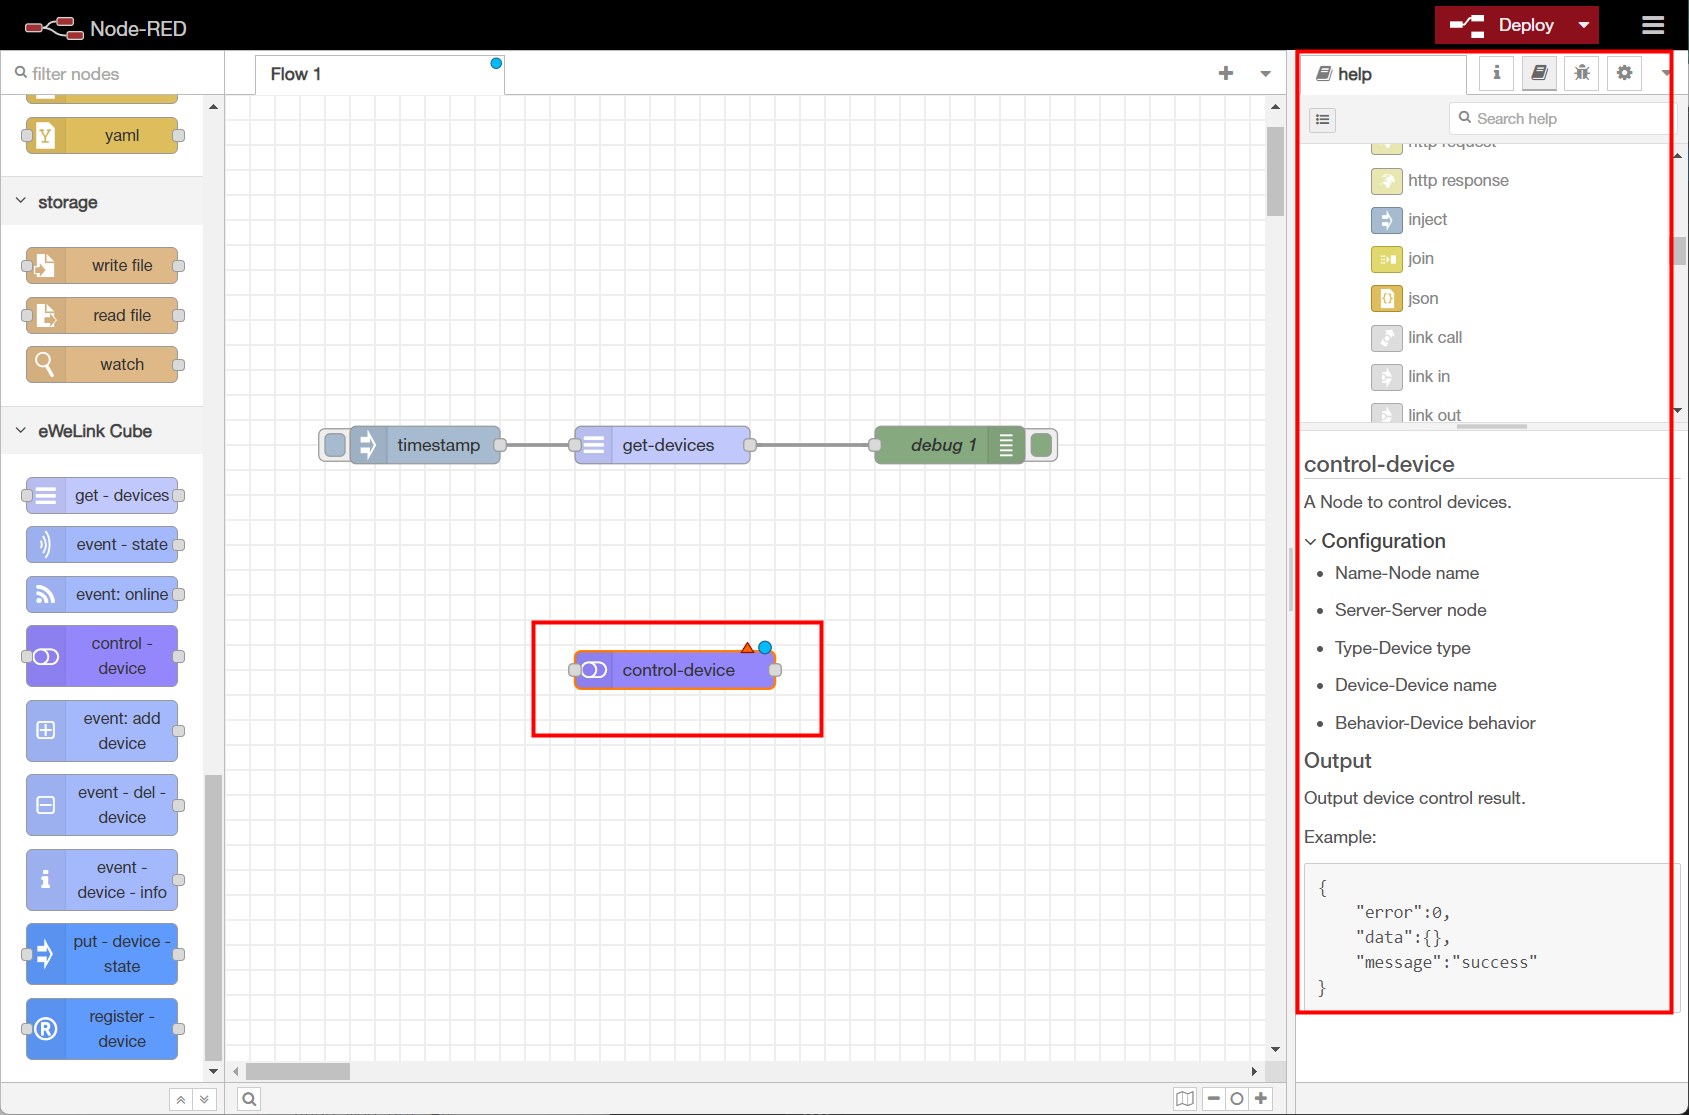 Node-RED
Deploy
filter nodes
Flow 1
help
Search help
yaml
storage
write file
read file
watch
eWeLink Cube
get - devices
event - state
event: online
control -
device
event: add
device
event - del -
device
event -
device - info
put - device -
state
register -
device
timestamp
get-devices
debug 1
control-device
http request
http response
inject
join
json
link call
link in
link out
control-device
A Node to control devices.
Configuration
Name-Node name
Server-Server node
Type-Device type
Device-Device name
Behavior-Device behavior
Output
Output device control result.
Example:
{
"error":0,
"data":{},
"message":"success"
}